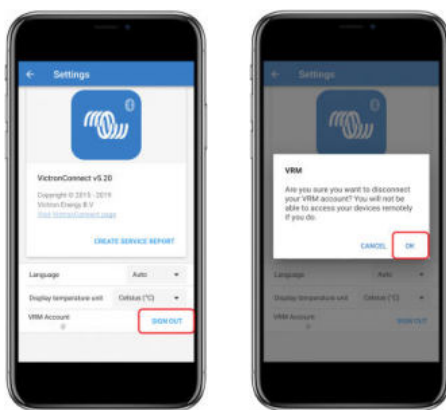 Settings
VictronConnect v5.20
Copyright © 2015 - 2019
Victron Energy B.V.
Visit VictronConnect page
CREATE SERVICE REPORT
Language Auto
Display temperature unit Celsius (°C)
VRM Account SIGN OUT
Settings
VRM
Are you sure you want to disconnect
your VRM account? You will not be
able to access your devices remotely
if you do.
CANCEL OK
Language Auto
Display temperature unit Celsius (°C)
VRM Account SIGN OUT